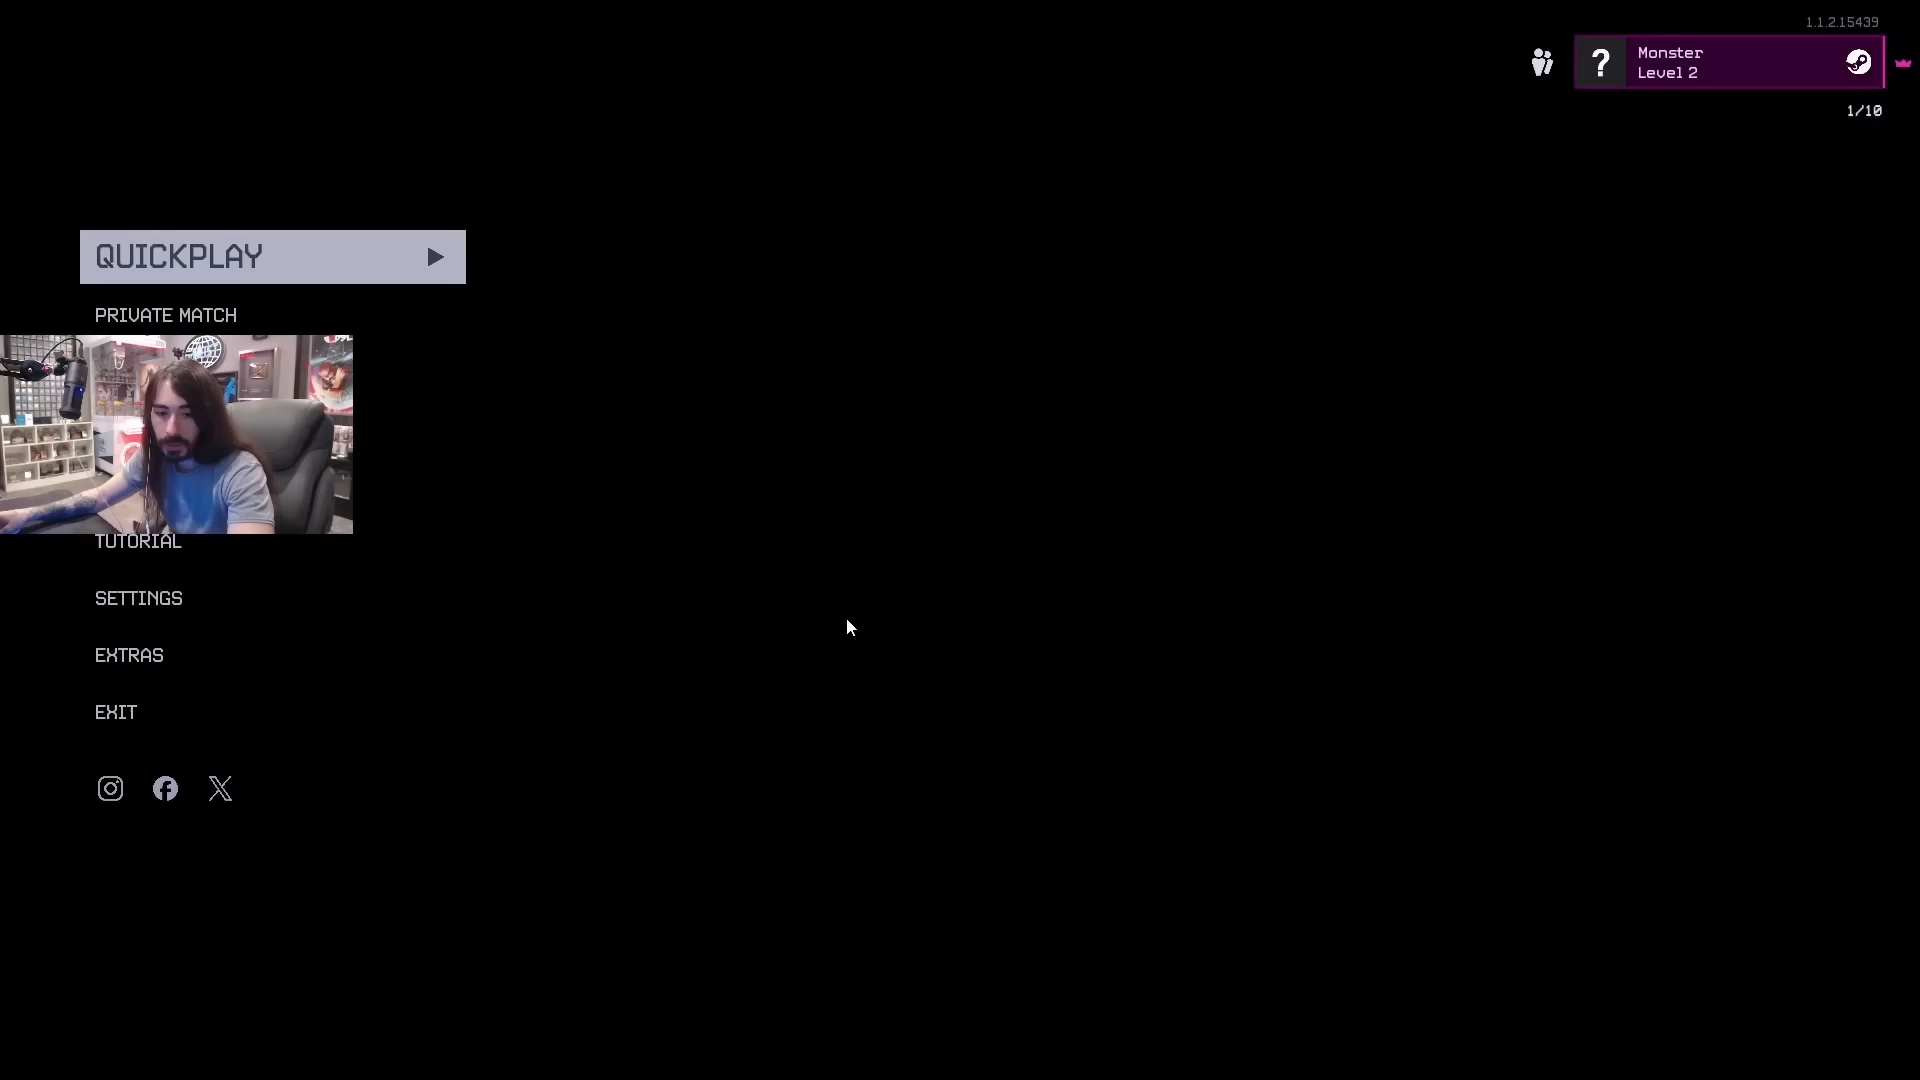 1.1.2.15439
?
Monster
Level 2
1/10
QUICKPLAY
PRIVATE MATCH
TUTORIAL
SETTINGS
EXTRAS
EXIT